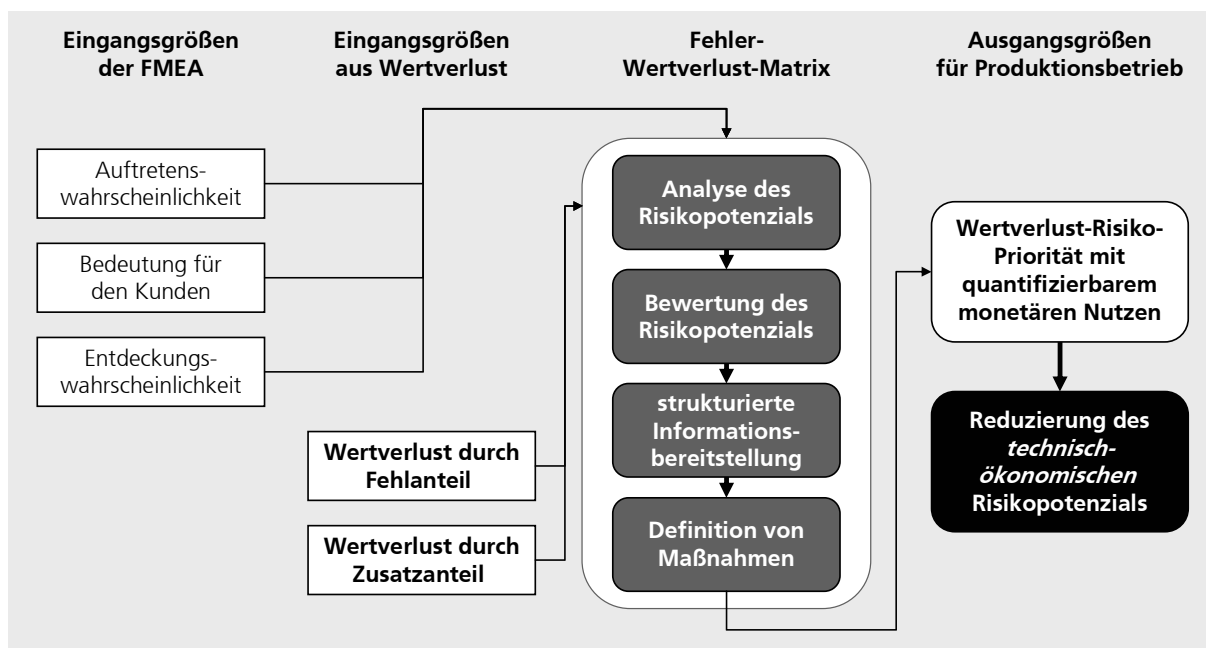 Eingangsgrößen
der FMEA
Eingangsgrößen
aus Wertverlust
Fehler-
Wertverlust-Matrix
Ausgangsgrößen
für Produktionsbetrieb
Auftretens-
wahrscheinlichkeit
Bedeutung für
den Kunden
Entdeckungs-
wahrscheinlichkeit
Wertverlust durch
Fehlanteil
Wertverlust durch
Zusatzanteil
Analyse des
Risikopotenzials
Bewertung des
Risikopotenzials
strukturierte
Informations-
bereitstellung
Definition von
Maßnahmen
Wertverlust-Risiko-
Priorität mit
quantifizierbarem
monetären Nutzen
Reduzierung des
technisch-
ökonomischen
Risikopotenzials